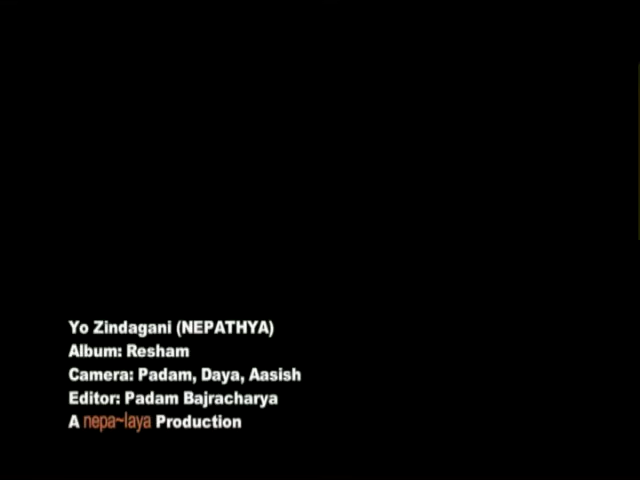 Yo Zindagani (NEPATHYA)
Album: Resham
Camera: Padam, Daya, Aasish
Editor: Padam Bajracharya
A nepa~laya Production